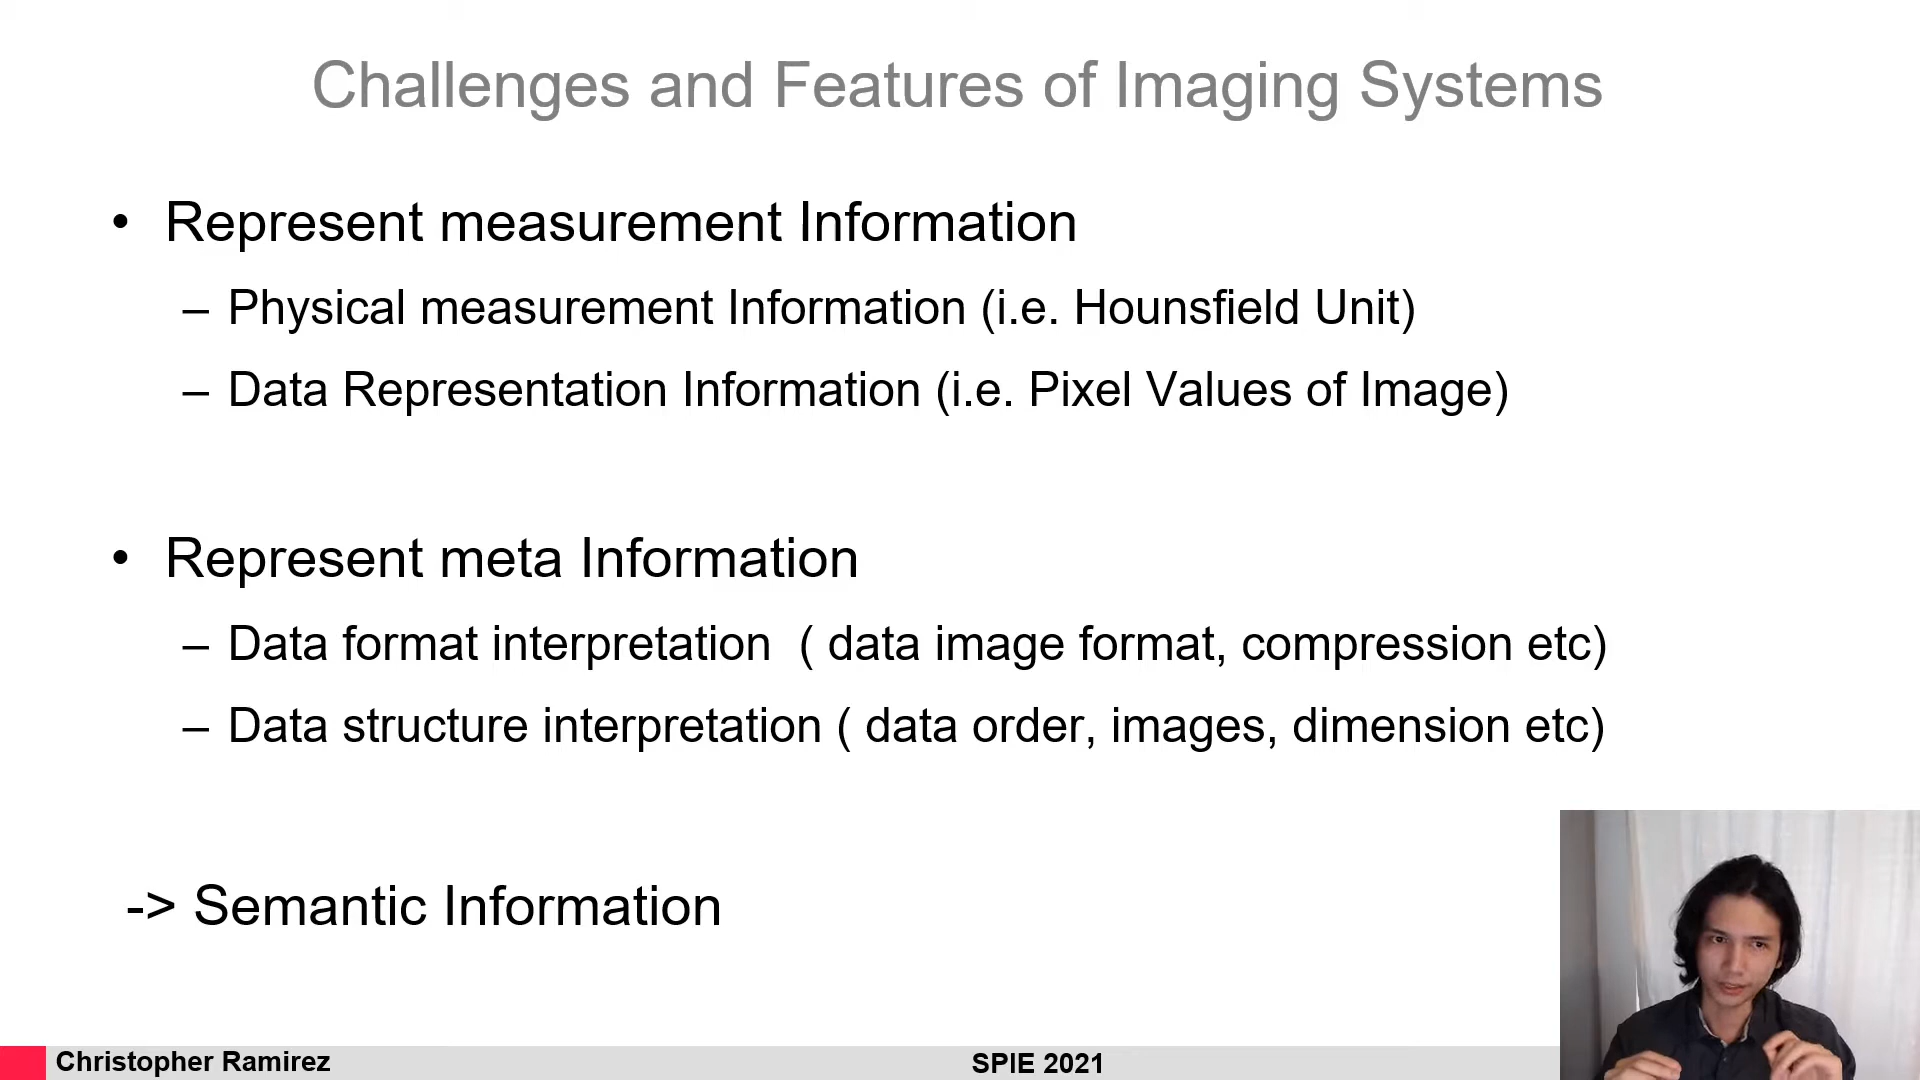 Challenges and Features of Imaging Systems
• Represent measurement Information
– Physical measurement Information (i.e. Hounsfield Unit)
– Data Representation Information (i.e. Pixel Values of Image)
• Represent meta Information
– Data format interpretation  ( data image format, compression etc)
– Data structure interpretation ( data order, images, dimension etc)
-> Semantic Information
Christopher Ramirez
SPIE 2021